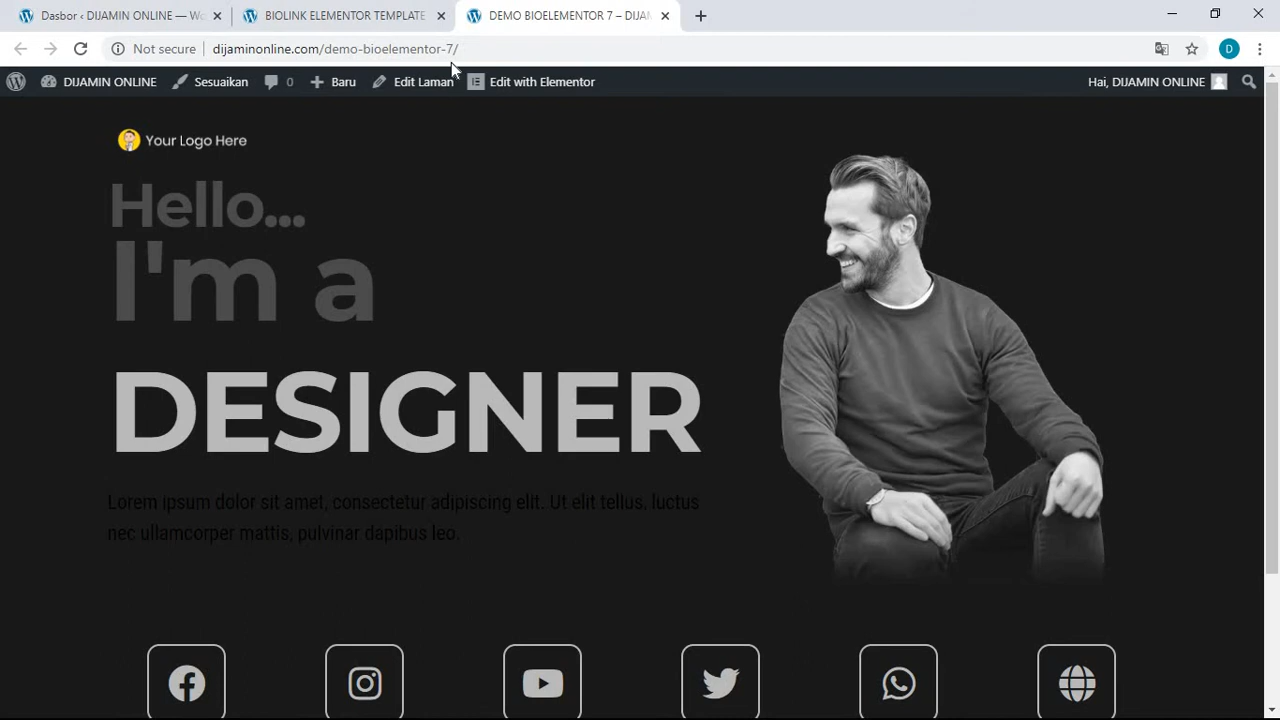 Dasbor ‹ DIJAMIN ONLINE — Wo
BIOLINK ELEMENTOR TEMPLATE
DEMO BIOELEMENTOR 7 – DIJA
Not secure
dijaminonline.com/demo-bioelementor-7/
D
DIJAMIN ONLINE
Sesuaikan
0
Baru
Edit Laman
Edit with Elementor
Hai, DIJAMIN ONLINE
Your Logo Here
Hello...
I'm a
DESIGNER
Lorem ipsum dolor sit amet, consectetur adipiscing elit. Ut elit tellus, luctus
nec ullamcorper mattis, pulvinar dapibus leo.